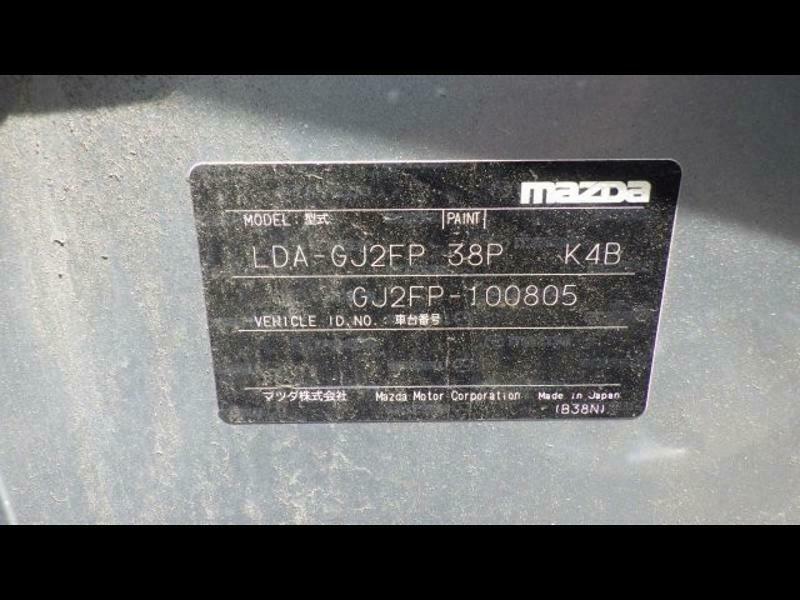 mazda
MODEL: 型式 PAINT
LDA-GJ2FP 38P K4B
GJ2FP-100805
VEHICLE ID.NO.: 車台番号
マツダ株式会社 Mazda Motor Corporation Made in Japan
(B38N)